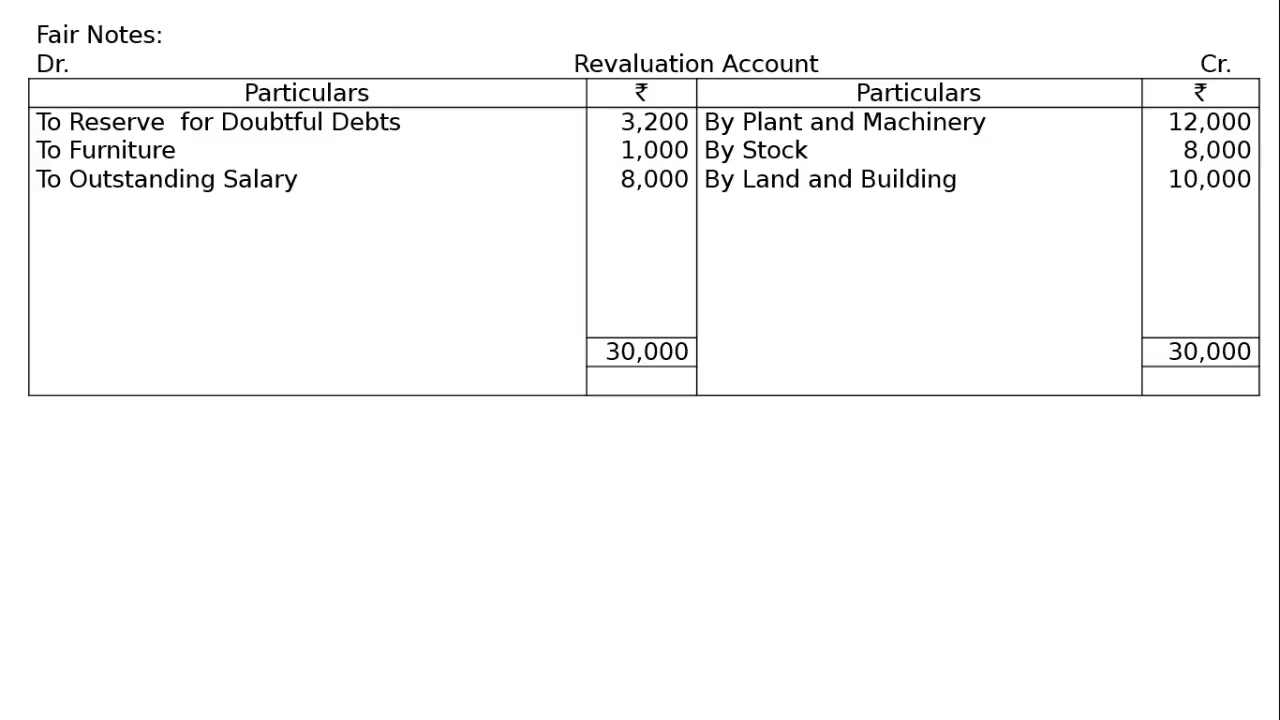 Fair Notes:
Dr. Revaluation Account Cr.
Particulars ₹ Particulars ₹
To Reserve  for Doubtful Debts 3,200 By Plant and Machinery 12,000
To Furniture 1,000 By Stock 8,000
To Outstanding Salary 8,000 By Land and Building 10,000
30,000 30,000